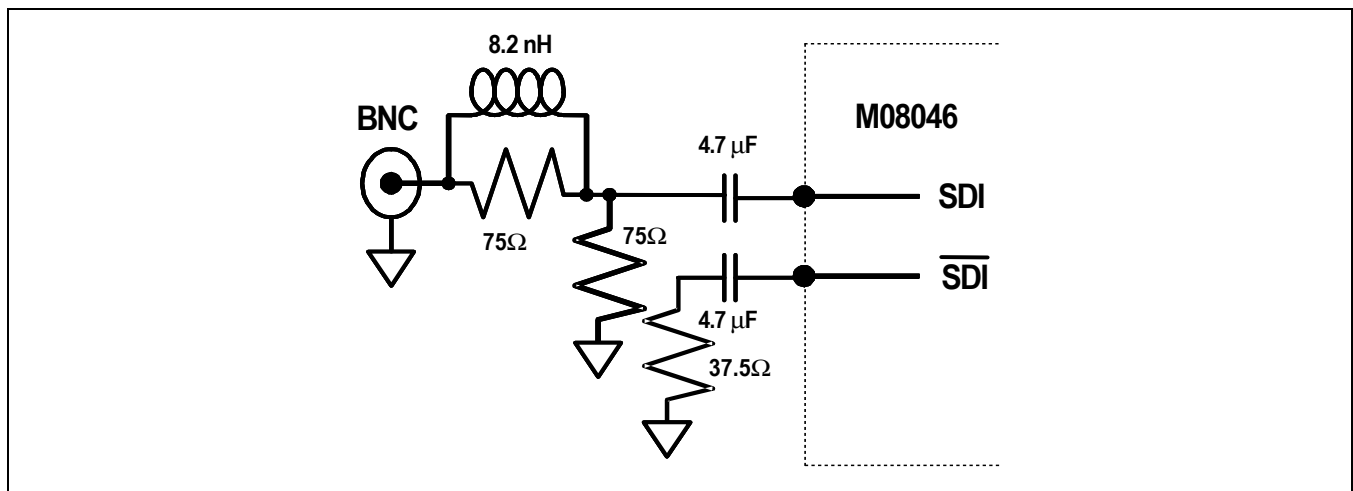 8.2 nH
BNC
M08046
4.7 µF
SDI
75Ω
75Ω
SDI
4.7 µF
37.5Ω